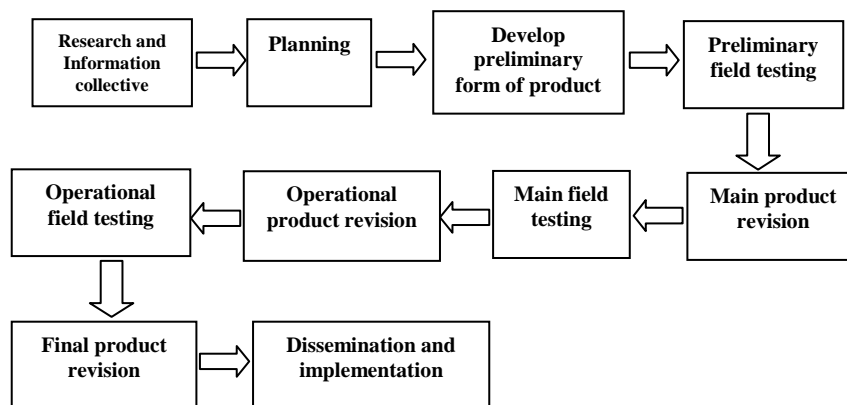 Research and
Information
collective
Planning
Develop
preliminary
form of product
Preliminary
field testing
Main product
revision
Main field
testing
Operational
product revision
Operational
field testing
Final product
revision
Dissemination and
implementation